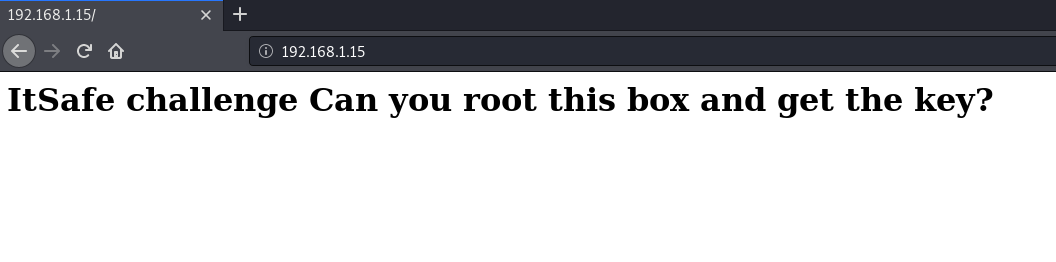 192.168.1.15/
192.168.1.15
ItSafe challenge Can you root this box and get the key?